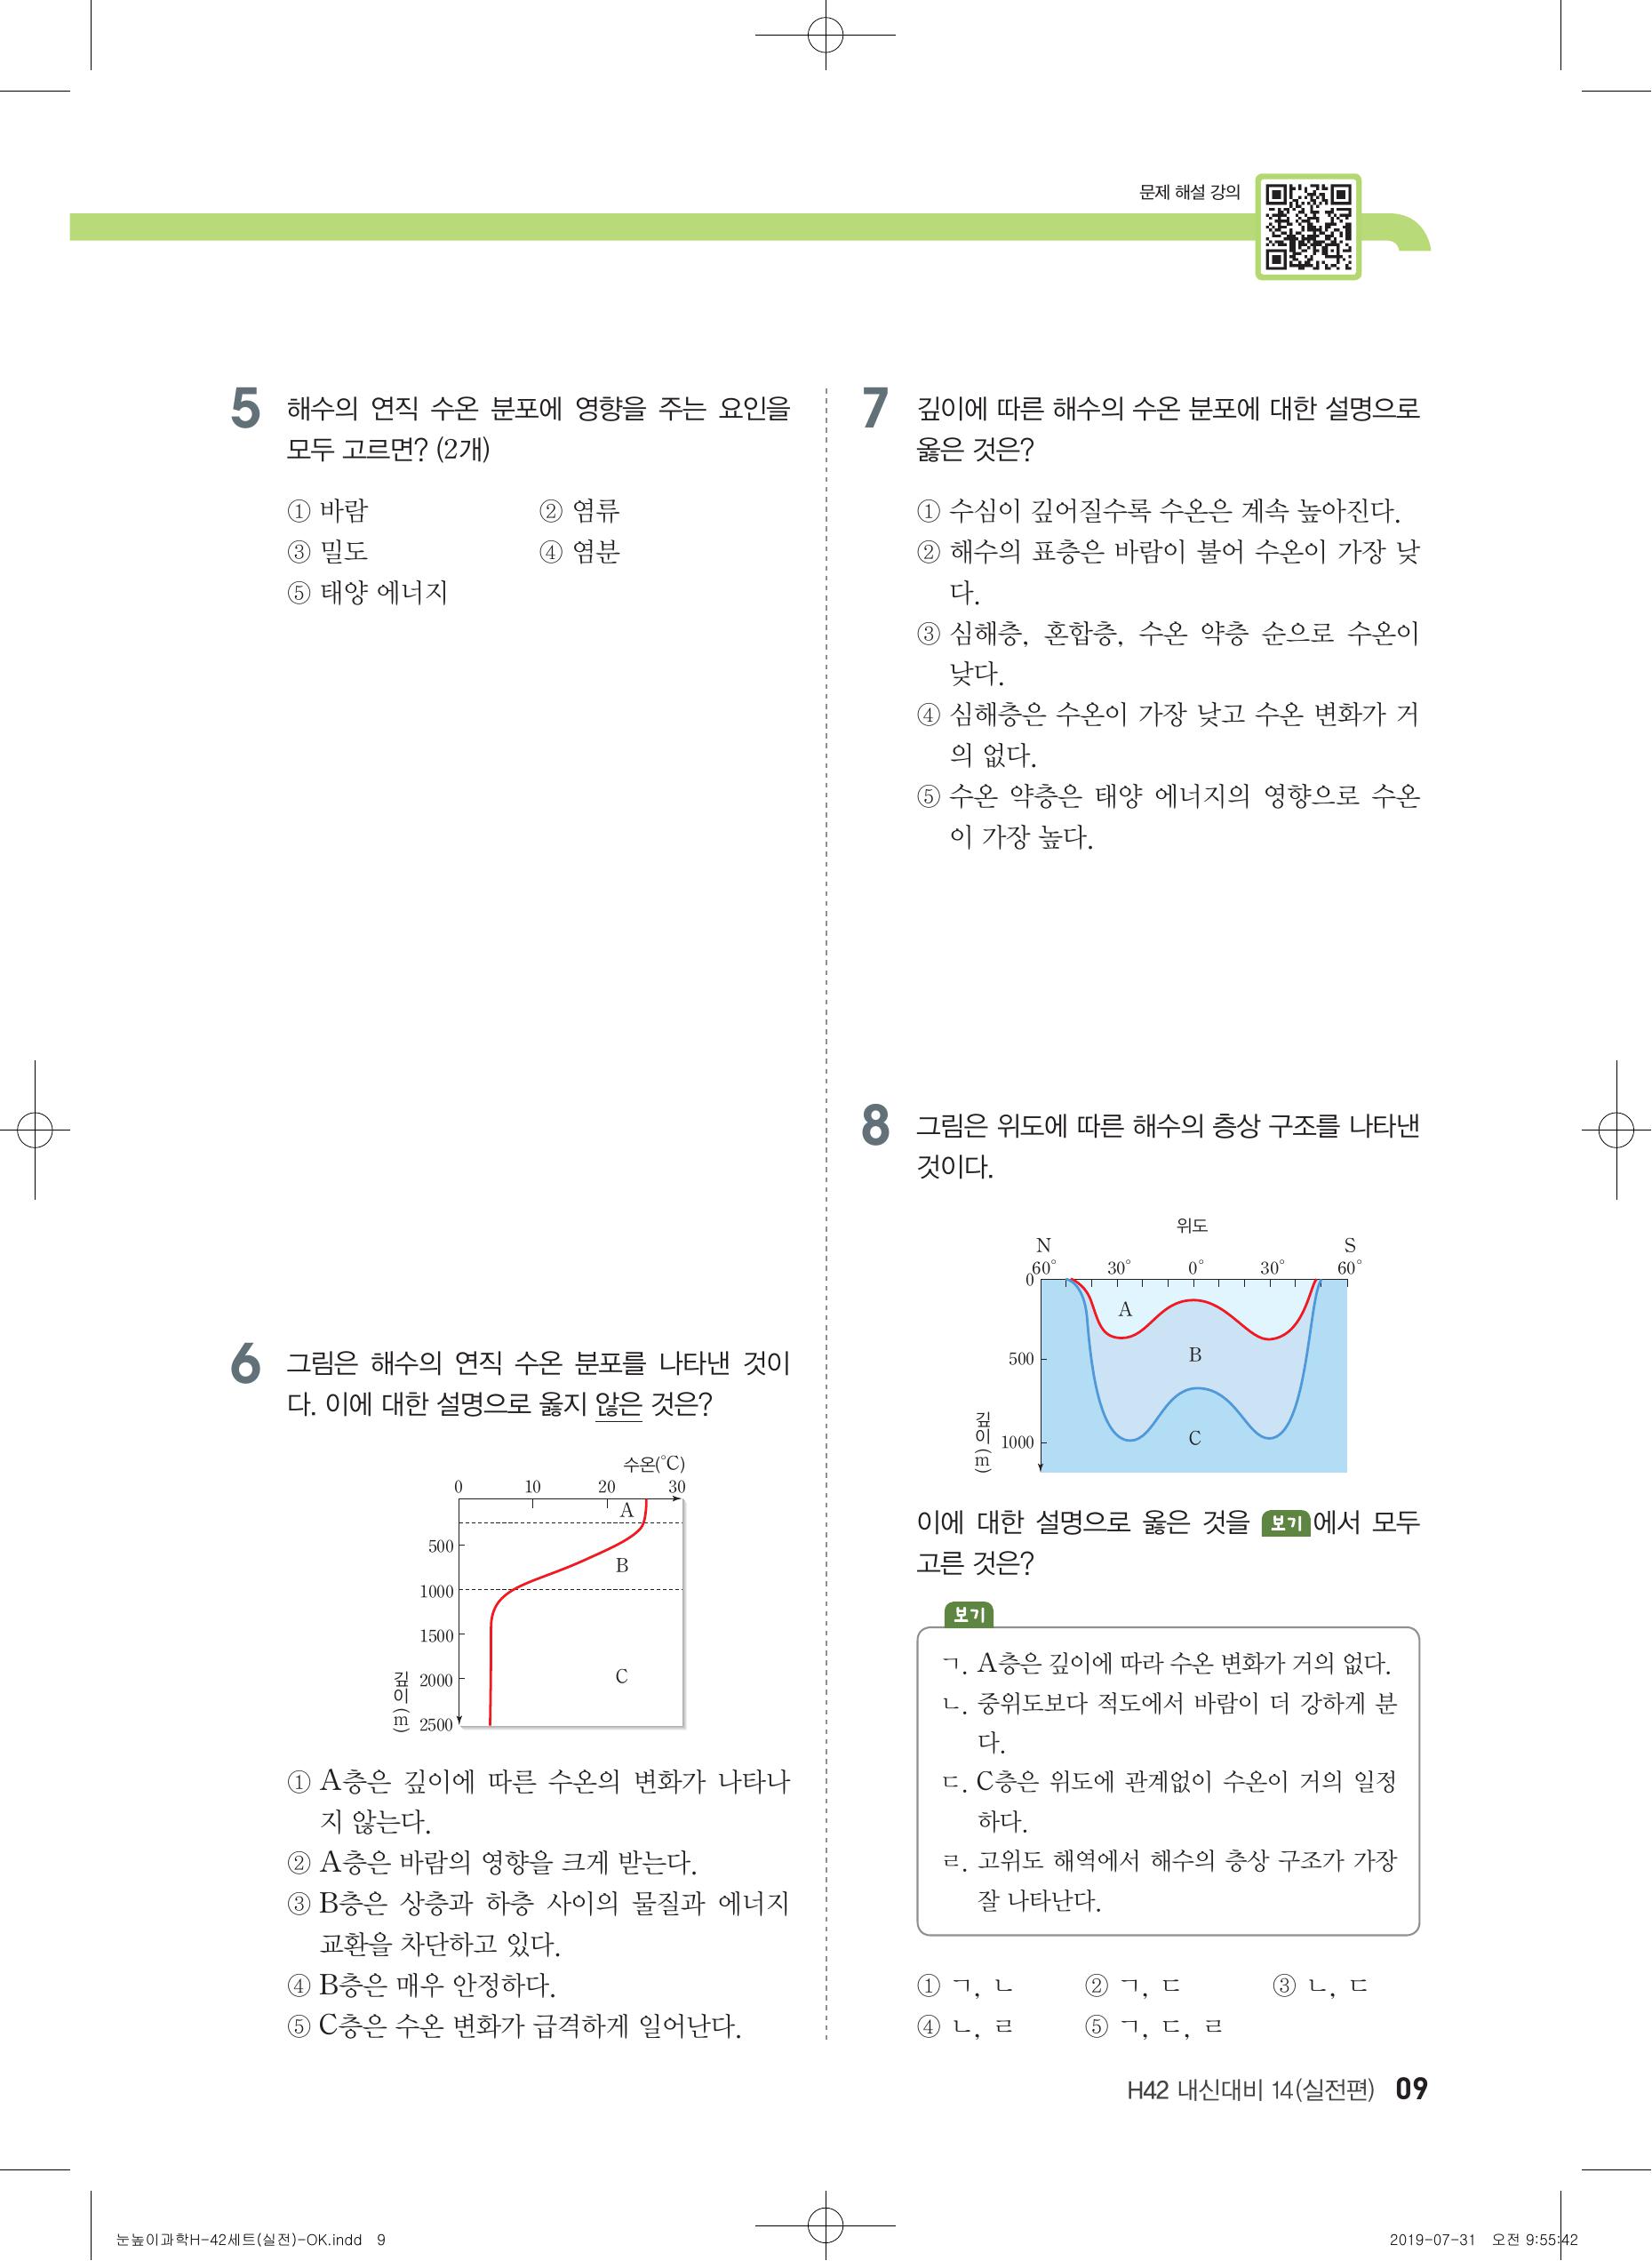 문제 해설 강의
5 해수의 연직 수온 분포에 영향을 주는 요인을
모두 고르면? (2개)
① 바람 ② 염류
③ 밀도 ④ 염분
⑤ 태양 에너지
6 그림은 해수의 연직 수온 분포를 나타낸 것이
다. 이에 대한 설명으로 옳지 않은 것은?
수온(℃)
0 10 20 30
A
500
B
1000
1500
C
2000
2500
깊이(m)
① A층은 깊이에 따른 수온의 변화가 나타나
지 않는다.
② A층은 바람의 영향을 크게 받는다.
③ B층은 상층과 하층 사이의 물질과 에너지
교환을 차단하고 있다.
④ B층은 매우 안정하다.
⑤ C층은 수온 변화가 급격하게 일어난다.
7 깊이에 따른 해수의 수온 분포에 대한 설명으로
옳은 것은?
① 수심이 깊어질수록 수온은 계속 높아진다.
② 해수의 표층은 바람이 불어 수온이 가장 낮
다.
③ 심해층, 혼합층, 수온 약층 순으로 수온이
낮다.
④ 심해층은 수온이 가장 낮고 수온 변화가 거
의 없다.
⑤ 수온 약층은 태양 에너지의 영향으로 수온
이 가장 높다.
8 그림은 위도에 따른 해수의 층상 구조를 나타낸
것이다.
위도
N S
60° 30° 0° 30° 60°
0
A
B
500
C
1000
깊이(m)
이에 대한 설명으로 옳은 것을 보기에서 모두
고른 것은?
보기
ㄱ. A층은 깊이에 따라 수온 변화가 거의 없다.
ㄴ. 중위도보다 적도에서 바람이 더 강하게 분
다.
ㄷ. C층은 위도에 관계없이 수온이 거의 일정
하다.
ㄹ. 고위도 해역에서 해수의 층상 구조가 가장
잘 나타난다.
① ㄱ, ㄴ ② ㄱ, ㄷ ③ ㄴ, ㄷ
④ ㄴ, ㄹ ⑤ ㄱ, ㄷ, ㄹ
H42 내신대비 14(실전편) 09
눈높이과학H-42세트(실전)-OK.indd 9
2019-07-31 오전 9:55:42